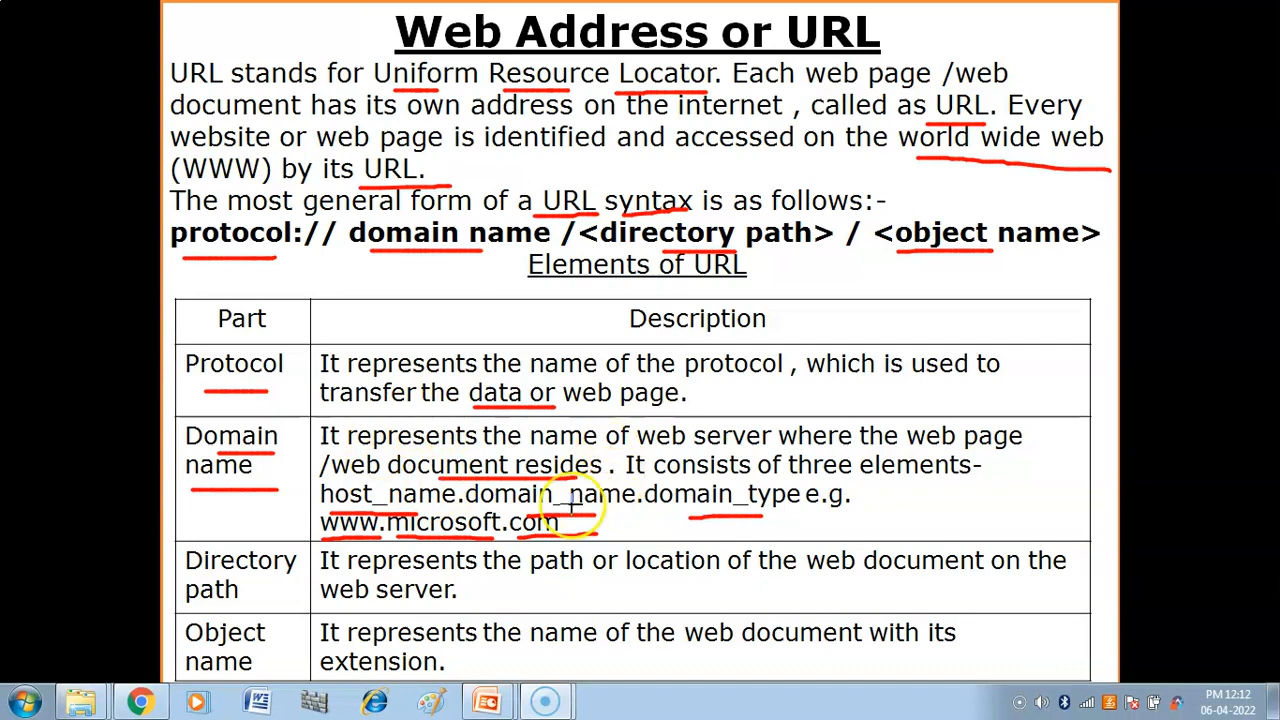 Web Address or URL
URL stands for Uniform Resource Locator. Each web page /web
document has its own address on the internet , called as URL. Every
website or web page is identified and accessed on the world wide web
(WWW) by its URL.
The most general form of a URL syntax is as follows:-
protocol:// domain name /<directory path> / <object name>
Elements of URL
Part Description
Protocol It represents the name of the protocol , which is used to
transfer the data or web page.
Domain It represents the name of web server where the web page
name /web document resides . It consists of three elements-
host_name.domain_name.domain_type e.g.
www.microsoft.com
Directory It represents the path or location of the web document on the
path web server.
Object It represents the name of the web document with its
name extension.
PM 12:12
06-04-2022